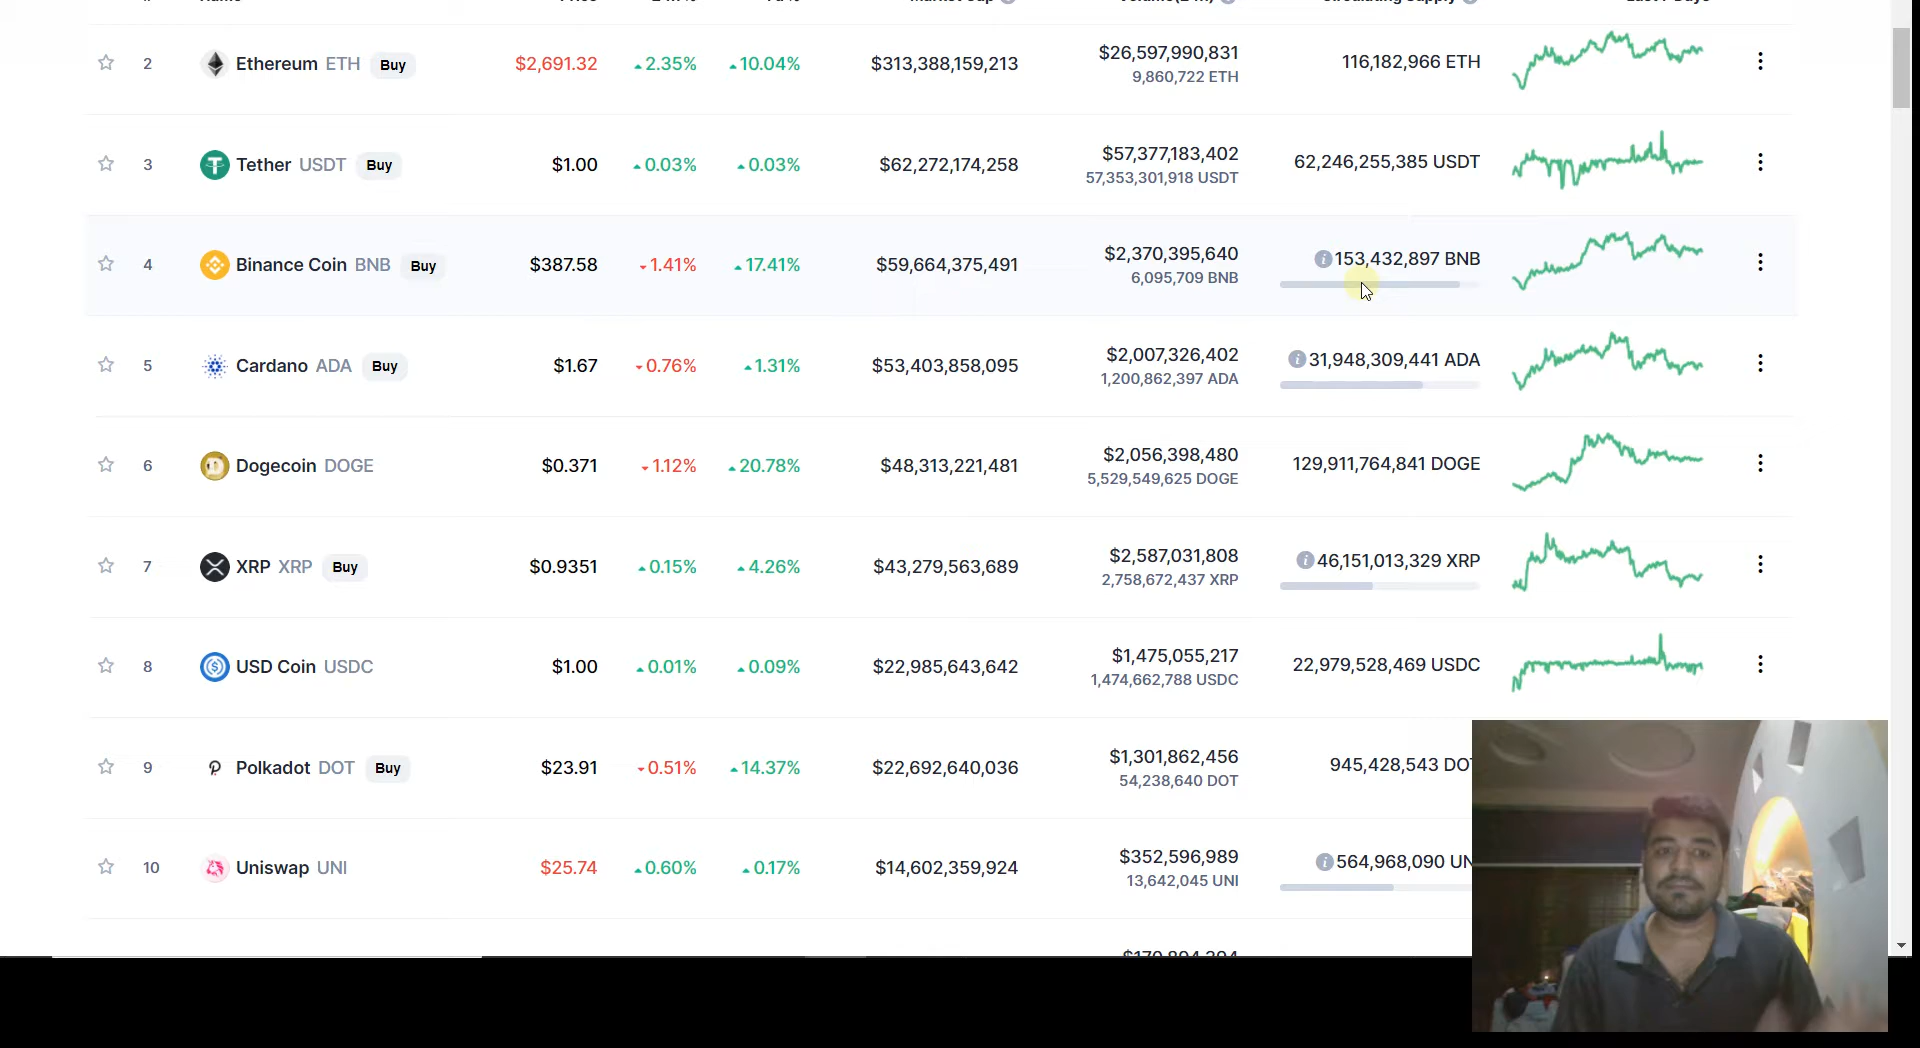 2 Ethereum ETH Buy $2,691.32 2.35% 10.04% $313,388,159,213 $26,597,990,831 116,182,966 ETH
9,860,722 ETH
3 Tether USDT Buy $1.00 0.03% 0.03% $62,272,174,258 $57,377,183,402 62,246,255,385 USDT
57,353,301,918 USDT
4 Binance Coin BNB Buy $387.58 1.41% 17.41% $59,664,375,491 $2,370,395,640 153,432,897 BNB
6,095,709 BNB
5 Cardano ADA Buy $1.67 0.76% 1.31% $53,403,858,095 $2,007,326,402 31,948,309,441 ADA
1,200,862,397 ADA
6 Dogecoin DOGE $0.371 1.12% 20.78% $48,313,221,481 $2,056,398,480 129,911,764,841 DOGE
5,529,549,625 DOGE
7 XRP XRP Buy $0.9351 0.15% 4.26% $43,279,563,689 $2,587,031,808 46,151,013,329 XRP
2,758,672,437 XRP
8 USD Coin USDC $1.00 0.01% 0.09% $22,985,643,642 $1,475,055,217 22,979,528,469 USDC
1,474,662,788 USDC
9 Polkadot DOT Buy $23.91 0.51% 14.37% $22,692,640,036 $1,301,862,456 945,428,543 DO
54,238,640 DOT
10 Uniswap UNI $25.74 0.60% 0.17% $14,602,359,924 $352,596,989 564,968,090 UN
13,642,045 UNI